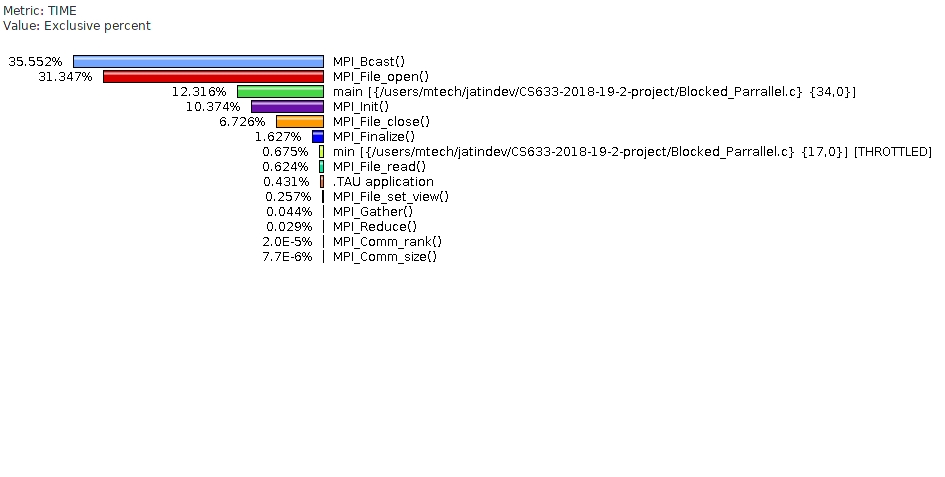 Metric: TIME
Value: Exclusive percent
35.552% MPI_Bcast()
31.347% MPI_File_open()
12.316% main [{/users/mtech/jatindev/CS633-2018-19-2-project/Blocked_Parrallel.c} {34,0}]
10.374% MPI_Init()
6.726% MPI_File_close()
1.627% MPI_Finalize()
0.675% min [{/users/mtech/jatindev/CS633-2018-19-2-project/Blocked_Parrallel.c} {17,0}] [THROTTLED]
0.624% MPI_File_read()
0.431% .TAU application
0.257% MPI_File_set_view()
0.044% MPI_Gather()
0.029% MPI_Reduce()
2.0E-5% MPI_Comm_rank()
7.7E-6% MPI_Comm_size()